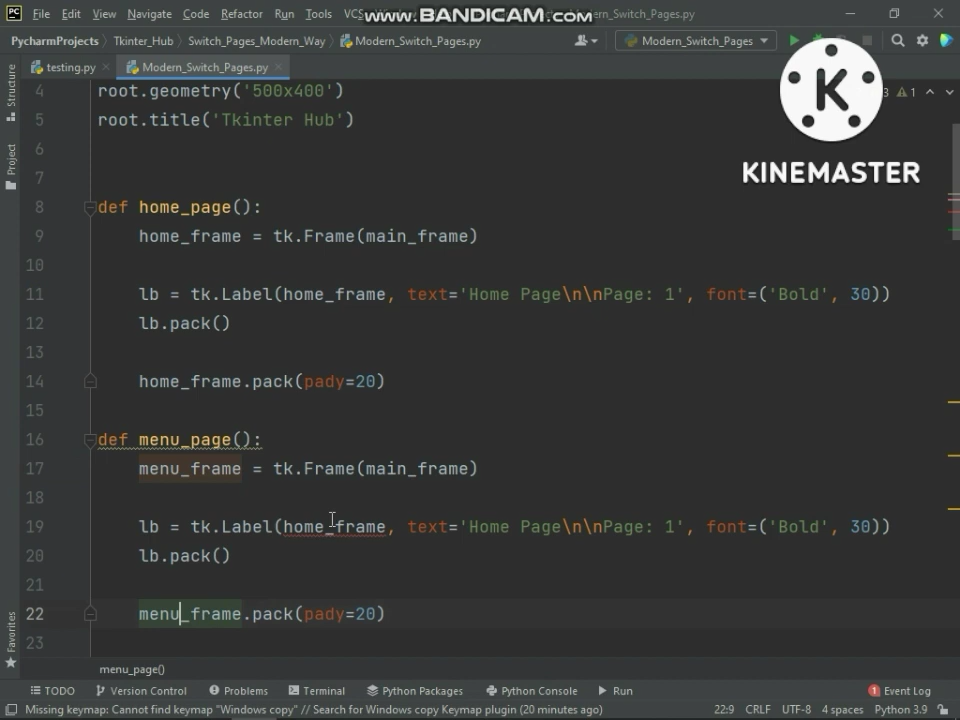 File Edit View Navigate Code Refactor Run Tools VCS www.BANDICAM.com Modern_Switch_Pages.py
PycharmProjects Tkinter_Hub Switch_Pages_Modern_Way Modern_Switch_Pages.py Modern_Switch_Pages
testing.py Modern_Switch_Pages.py
K
KINEMASTER
3 1
Structure
Project
Favorites
4 root.geometry('500x400')
5 root.title('Tkinter Hub')
6
7
8 def home_page():
9 home_frame = tk.Frame(main_frame)
10
11 lb = tk.Label(home_frame, text='Home Page\n\nPage: 1', font=('Bold', 30))
12 lb.pack()
13
14 home_frame.pack(pady=20)
15
16 def menu_page():
17 menu_frame = tk.Frame(main_frame)
18
19 lb = tk.Label(home_frame, text='Home Page\n\nPage: 1', font=('Bold', 30))
20 lb.pack()
21
22 menu_frame.pack(pady=20)
23
menu_page()
TODO Version Control Problems Terminal Python Packages Python Console Run 1 Event Log
Missing keymap: Cannot find keymap "Windows copy" // Search for Windows copy Keymap plugin (20 minutes ago) 22:9 CRLF UTF-8 4 spaces Python 3.9